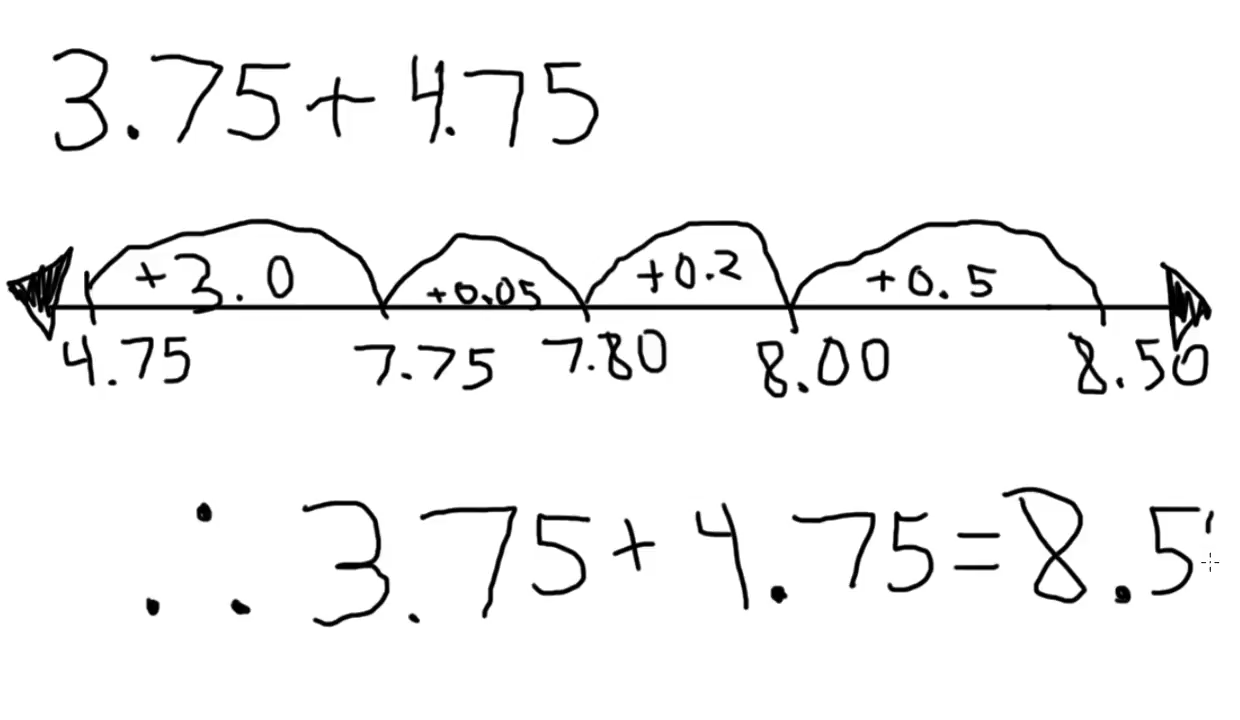 3.75 + 4.75
+3.0 +0.05 +0.2 +0.5
4.75 7.75 7.80 8.00 8.50
∴ 3.75 + 4.75 = 8.5